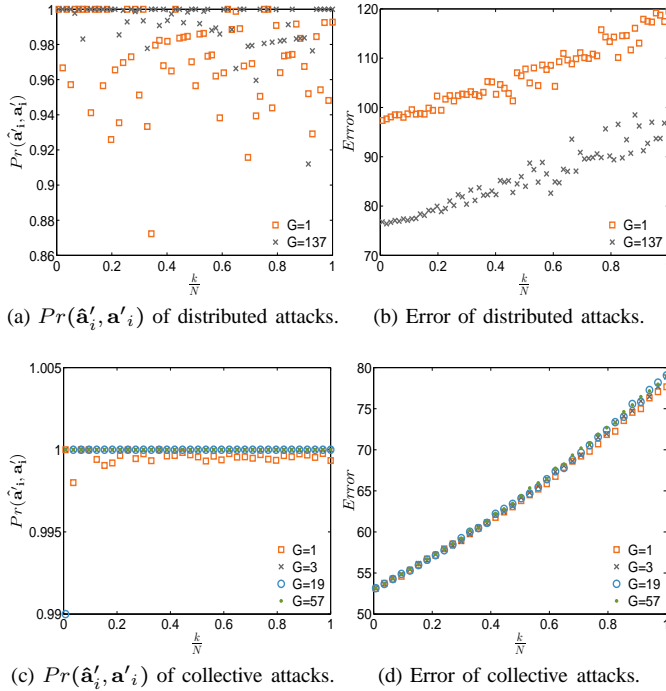 1
0.98
0.96
0.94
0.92
0.9
0.88
0.86
0 0.2 0.4 0.6 0.8 1
Pr(â′ᵢ, a′ᵢ)
k/N
G=1
G=137
120
110
100
90
80
70
0 0.2 0.4 0.6 0.8 1
Error
k/N
G=1
G=137
(a) Pr(â′ᵢ, a′ᵢ) of distributed attacks.
(b) Error of distributed attacks.
1.005
1
0.995
0.99
0 0.2 0.4 0.6 0.8 1
Pr(â′ᵢ, a′ᵢ)
k/N
G=1
G=3
G=19
G=57
80
75
70
65
60
55
50
0 0.2 0.4 0.6 0.8 1
Error
k/N
G=1
G=3
G=19
G=57
(c) Pr(â′ᵢ, a′ᵢ) of collective attacks.
(d) Error of collective attacks.